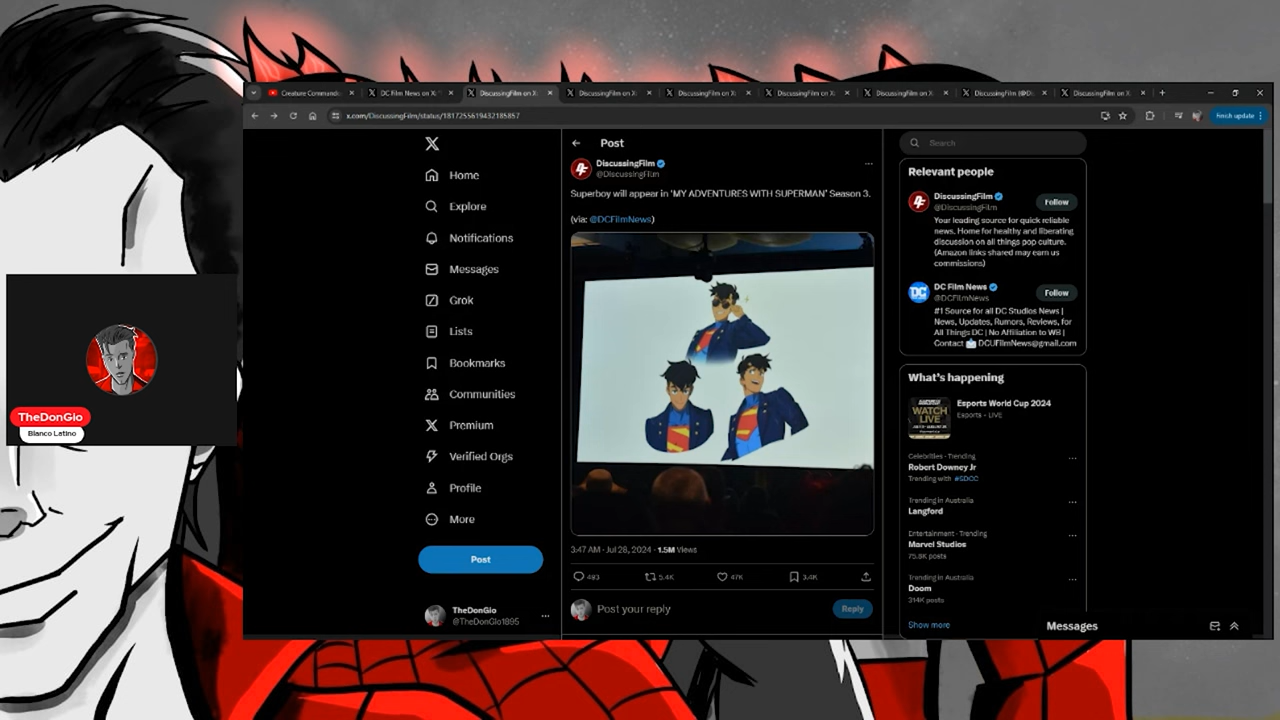 Creature Command
DC Film News on X:
DiscussingFilm on X:
DiscussingFilm on X:
DiscussingFilm on X:
DiscussingFilm on X:
DiscussingFilm on X:
DiscussingFilm (@Di
DiscussingFilm on X:
x.com/DiscussingFilm/status/1817255619432185857
Finish update
Home
Explore
Notifications
Messages
Grok
Lists
Bookmarks
Communities
Premium
Verified Orgs
Profile
More
Post
TheDonGio
@TheDonGio1895
Post
DiscussingFilm
@DiscussingFilm
Superboy will appear in 'MY ADVENTURES WITH SUPERMAN' Season 3.
(via: @DCFilmNews)
3:47 AM · Jul 28, 2024 · 1.5M Views
483 5.4K 47K 3.4K
Post your reply
Reply
Search
Relevant people
DiscussingFilm
@DiscussingFilm
Follow
Your leading source for quick reliable
news. Home for healthy and liberating
discussion on all things pop culture.
(Amazon links shared may earn us
commissions)
DC Film News
@DCFilmNews
Follow
#1 Source for all DC Studios News |
News, Updates, Rumors, Reviews, for
All Things DC | No Affiliation to WB |
Contact 📩 DCUFilmNews@gmail.com
What's happening
WATCH
LIVE
Esports World Cup 2024
Esports · LIVE
Celebrities · Trending
Robert Downey Jr
Trending with #SDCC
Trending in Australia
Langford
Entertainment · Trending
Marvel Studios
75.8K posts
Trending in Australia
Doom
314K posts
Show more
Messages
TheDonGio
Blanco Latino